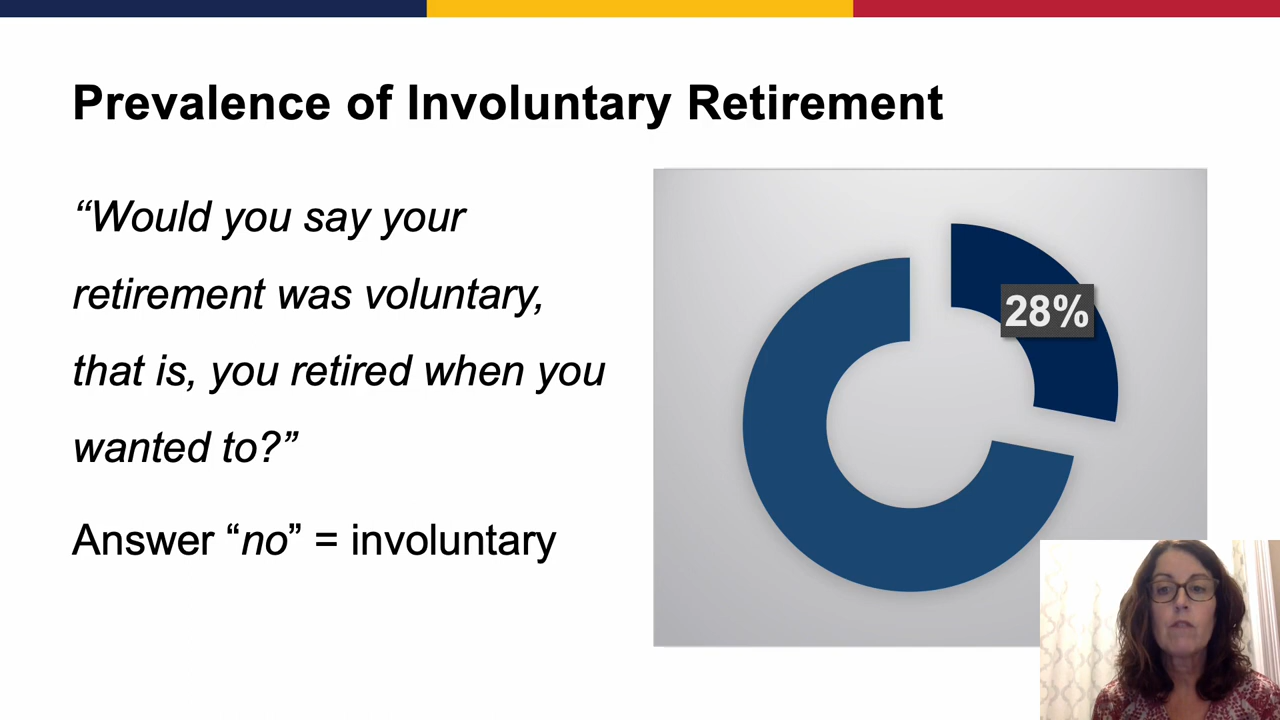 Prevalence of Involuntary Retirement
“Would you say your
retirement was voluntary,
that is, you retired when you
wanted to?”
Answer “no” = involuntary
28%